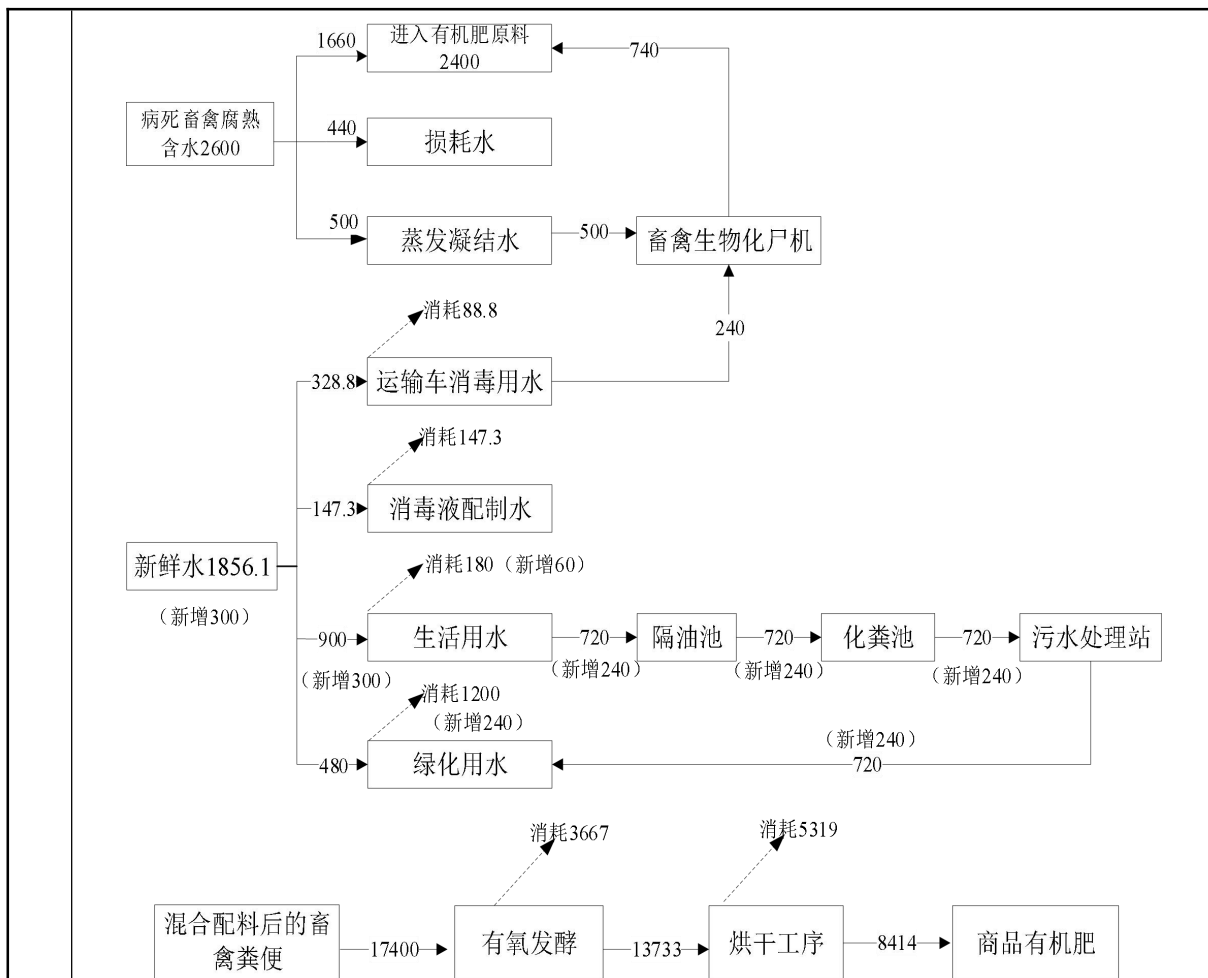 1660
进入有机肥原料
2400
740
病死畜禽腐熟
含水2600
440
损耗水
500
蒸发凝结水
500
畜禽生物化尸机
消耗88.8
240
328.8
运输车消毒用水
消耗147.3
147.3
消毒液配制水
新鲜水1856.1
(新增300)
消耗180（新增60）
900
(新增300)
生活用水
720
(新增240)
隔油池
720
(新增240)
化粪池
720
(新增240)
污水处理站
消耗1200
(新增240)
480
绿化用水
(新增240)
720
消耗3667
消耗5319
混合配料后的畜
禽粪便
17400
有氧发酵
13733
烘干工序
8414
商品有机肥